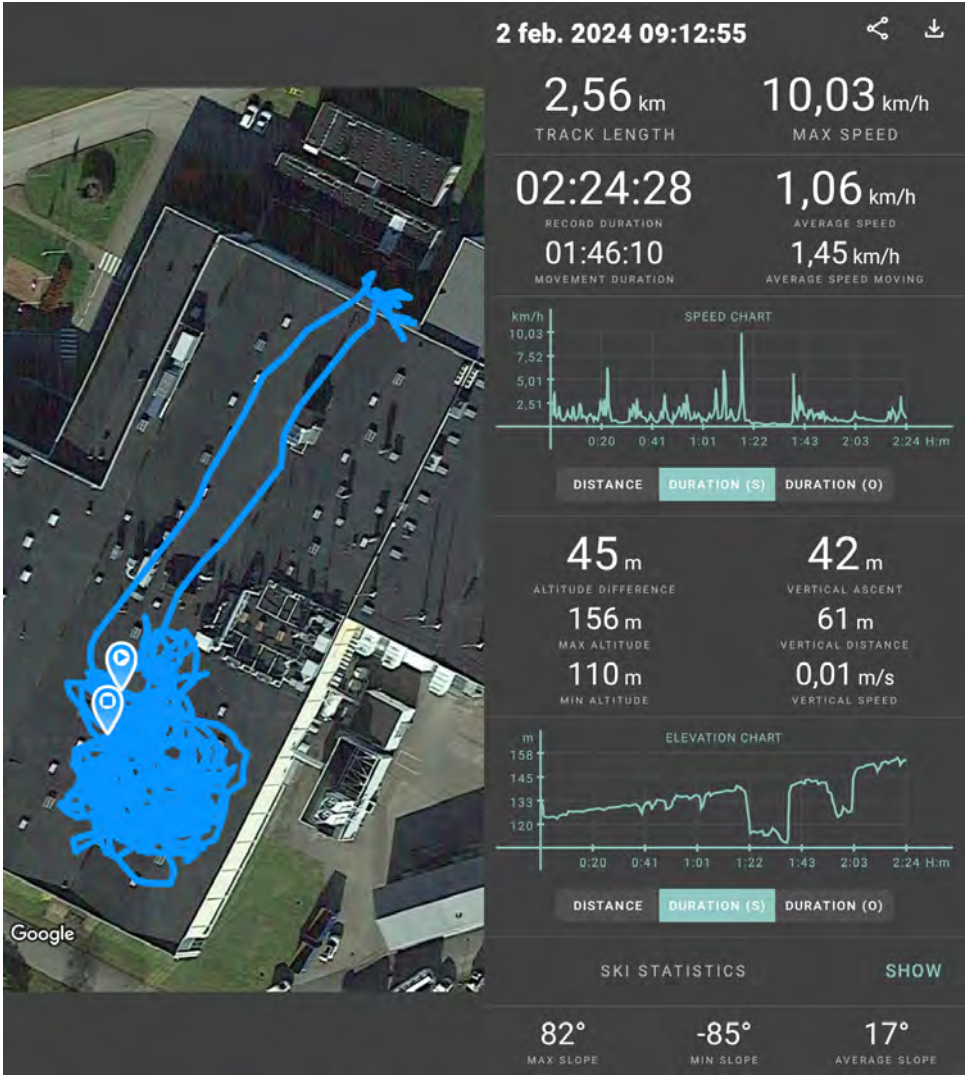 2 feb. 2024 09:12:55
2,56 km
TRACK LENGTH
10,03 km/h
MAX SPEED
02:24:28
RECORD DURATION
1,06 km/h
AVERAGE SPEED
01:46:10
MOVEMENT DURATION
1,45 km/h
AVERAGE SPEED MOVING
km/h
SPEED CHART
10,03
7,52
5,01
2,51
0:20 0:41 1:01 1:22 1:43 2:03 2:24 H:m
DISTANCE DURATION (S) DURATION (O)
45 m
ALTITUDE DIFFERENCE
42 m
VERTICAL ASCENT
156 m
MAX ALTITUDE
61 m
VERTICAL DISTANCE
110 m
MIN ALTITUDE
0,01 m/s
VERTICAL SPEED
m
ELEVATION CHART
158
145
133
120
0:20 0:41 1:01 1:22 1:43 2:03 2:24 H:m
DISTANCE DURATION (S) DURATION (O)
Google
SKI STATISTICS SHOW
82°
MAX SLOPE
-85°
MIN SLOPE
17°
AVERAGE SLOPE